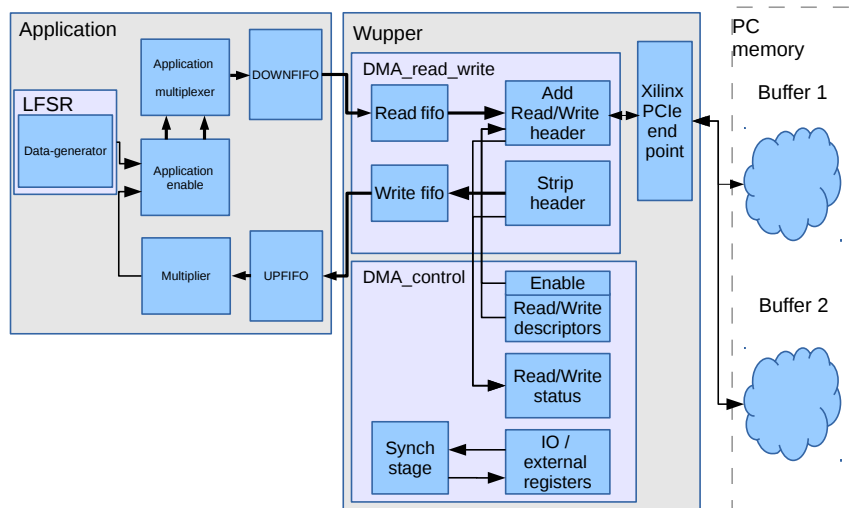 Application
Application
multiplexer
DOWNFIFO
LFSR
Data-generator
Application
enable
Multiplier
UPFIFO
Wupper
DMA_read_write
Read fifo
Add
Read/Write
header
Write fifo
Strip
header
Xilinx
PCIe
end
point
DMA_control
Enable
Read/Write
descriptors
Read/Write
status
Synch
stage
IO /
external
registers
PC
memory
Buffer 1
Buffer 2